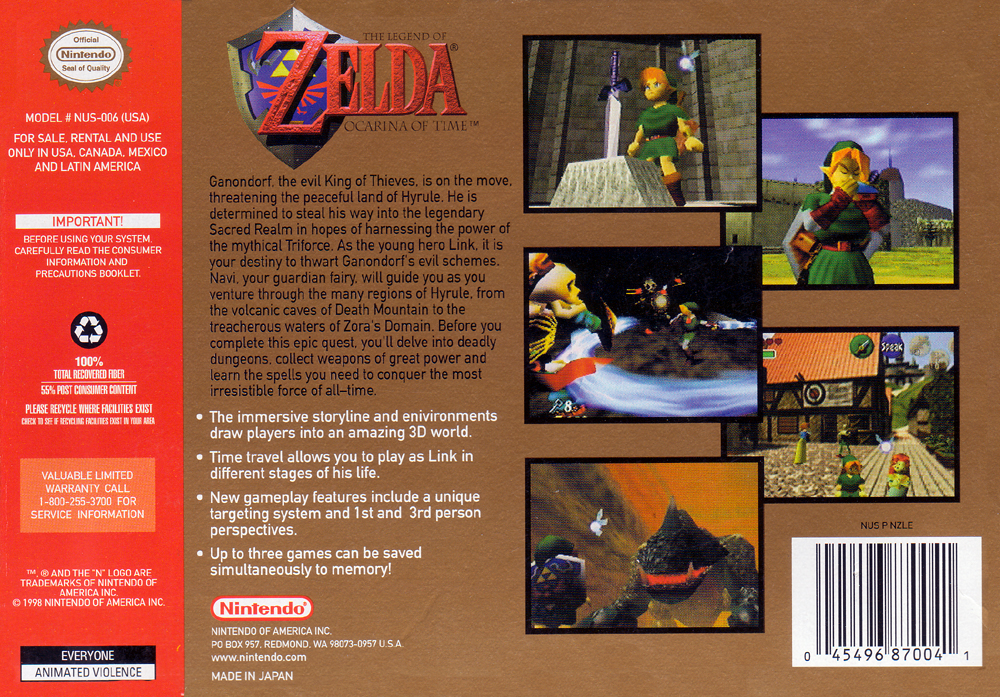 Official
Nintendo
Seal of Quality
MODEL # NUS-006 (USA)
FOR SALE, RENTAL AND USE
ONLY IN USA, CANADA, MEXICO
AND LATIN AMERICA
IMPORTANT!
BEFORE USING YOUR SYSTEM,
CAREFULLY READ THE CONSUMER
INFORMATION AND
PRECAUTIONS BOOKLET.
100%
TOTAL RECOVERED FIBER
55% POST CONSUMER CONTENT
PLEASE RECYCLE WHERE FACILITIES EXIST
CHECK TO SEE IF RECYCLING FACILITIES EXIST IN YOUR AREA
VALUABLE LIMITED
WARRANTY CALL
1-800-255-3700 FOR
SERVICE INFORMATION
™, ® AND THE "N" LOGO ARE
TRADEMARKS OF NINTENDO OF
AMERICA INC.
© 1998 NINTENDO OF AMERICA INC.
EVERYONE
ANIMATED VIOLENCE
THE LEGEND OF
ZELDA®
OCARINA OF TIME™
Ganondorf, the evil King of Thieves, is on the move,
threatening the peaceful land of Hyrule. He is
determined to steal his way into the legendary
Sacred Realm in hopes of harnessing the power of
the mythical Triforce. As the young hero Link, it is
your destiny to thwart Ganondorf's evil schemes.
Navi, your guardian fairy, will guide you as you
venture through the many regions of Hyrule, from
the volcanic caves of Death Mountain to the
treacherous waters of Zora's Domain. Before you
complete this epic quest, you'll delve into deadly
dungeons, collect weapons of great power and
learn the spells you need to conquer the most
irresistible force of all–time.
• The immersive storyline and enivironments
draw players into an amazing 3D world.
• Time travel allows you to play as Link in
different stages of his life.
• New gameplay features include a unique
targeting system and 1st and 3rd person
perspectives.
• Up to three games can be saved
simultaneously to memory!
Nintendo®
NINTENDO OF AMERICA INC.
PO BOX 957, REDMOND, WA 98073-0957 U.S.A.
www.nintendo.com
MADE IN JAPAN
8
Speak
NUS P NZLE
0 45496 87004 1